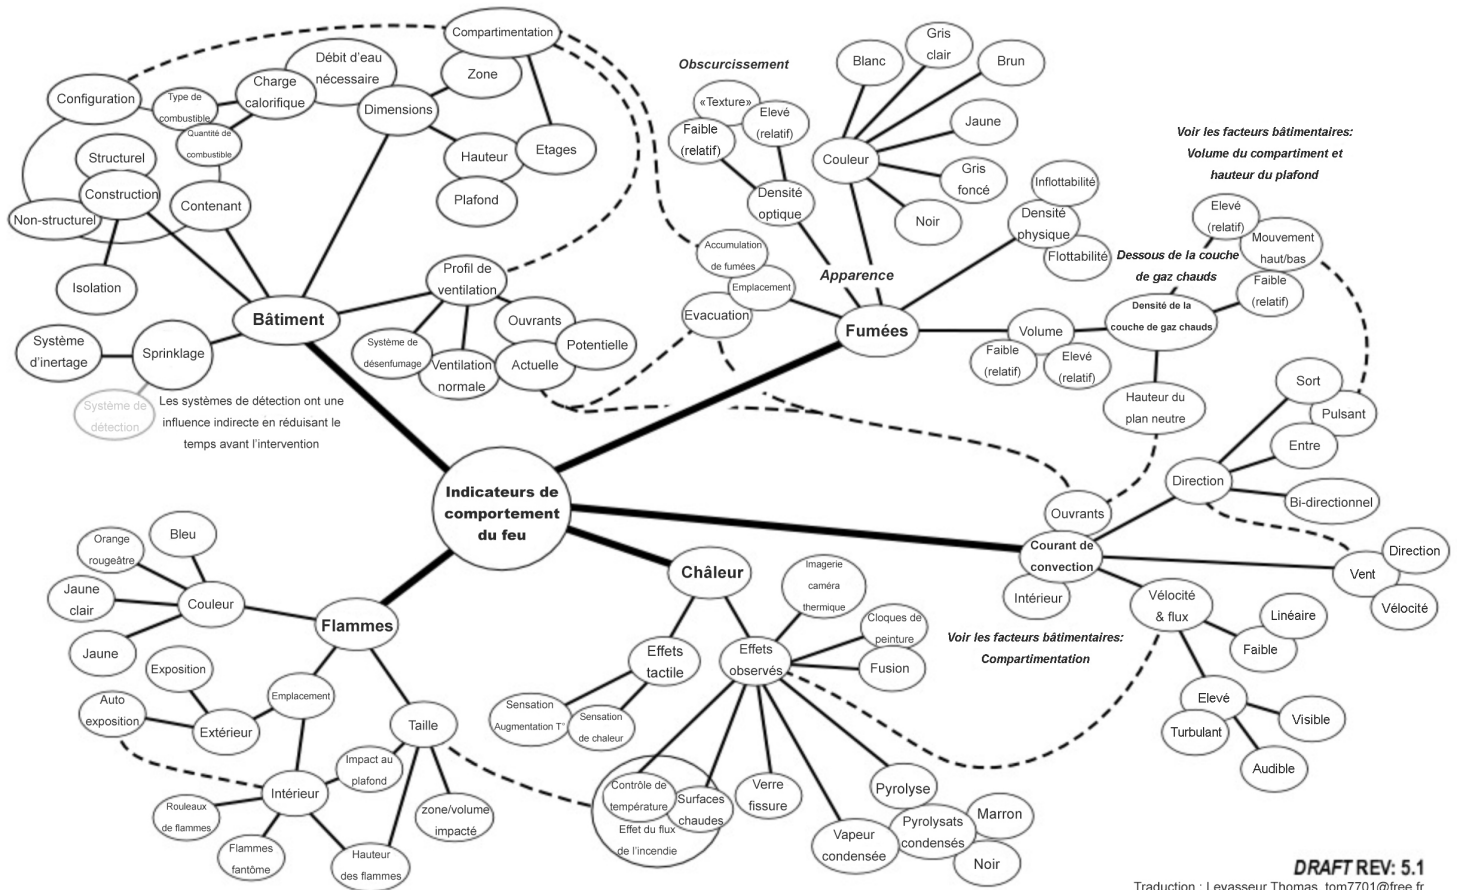 Compartimentation
Débit d'eau
nécessaire
Zone
Configuration
Type de
combustible
Charge
calorifique
Dimensions
Quantité de
combustible
Structurel
Hauteur
Etages
Construction
Plafond
Non-structurel
Contenant
Isolation
Profil de
ventilation
Bâtiment
Ouvrants
Système
d'inertage
Sprinklage
Système de
désenfumage
Ventilation
normale
Actuelle
Potentielle
Système de
détection
Les systèmes de détection ont une
influence indirecte en réduisant le
temps avant l'intervention
Obscurcissement
«Texture»
Elevé
(relatif)
Faible
(relatif)
Densité
optique
Blanc
Gris
clair
Brun
Jaune
Couleur
Gris
foncé
Noir
Accumulation
de fumées
Emplacement
Evacuation
Apparence
Fumées
Inflottabilité
Densité
physique
Flottabilité
Voir les facteurs bâtimentaires:
Volume du compartiment et
hauteur du plafond
Elevé
(relatif)
Mouvement
haut/bas
Dessous de la couche
de gaz chauds
Faible
(relatif)
Densité de la
couche de gaz chauds
Volume
Faible
(relatif)
Elevé
(relatif)
Hauteur du
plan neutre
Sort
Pulsant
Entre
Direction
Bi-directionnel
Indicateurs de
comportement
du feu
Ouvrants
Courant de
convection
Intérieur
Direction
Vent
Vélocité
Vélocité
& flux
Linéaire
Faible
Voir les facteurs bâtimentaires:
Compartimentation
Elevé
Turbulant
Visible
Audible
Bleu
Orange
rougeâtre
Jaune
clair
Couleur
Jaune
Flammes
Exposition
Emplacement
Auto
exposition
Extérieur
Taille
Impact au
plafond
Intérieur
Rouleaux
de flammes
zone/volume
impacté
Flammes
fantôme
Hauteur
des flammes
Châleur
Imagerie
caméra
thermique
Cloques de
peinture
Effets
tactile
Effets
observés
Fusion
Sensation
Augmentation T°
Sensation
de chaleur
Contrôle de
température
Surfaces
chaudes
Effet du flux
de l'incendie
Verre
fissure
Pyrolyse
Vapeur
condensée
Pyrolysats
condensés
Marron
Noir
DRAFT REV: 5.1
Traduction : Levasseur Thomas, tom7701@free.fr